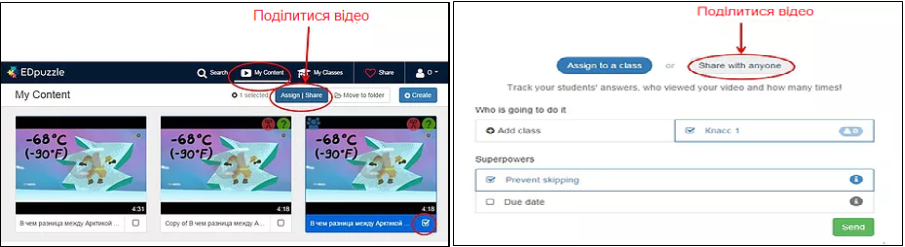 Поділитися відео
EDpuzzle
Search
My Content
My Classes
Share
My Content
1 selected
Assign | Share
Move to folder
Create
-68°C
(-90°F)
4:31
В чем разница между Арктикой ...
-68°C
(-90°F)
4:18
Copy of В чем разница между А...
-68°C
(-90°F)
4:18
В чем разница между Арктикой ...
Поділитися відео
Assign to a class or Share with anyone
Track your students' answers, who viewed your video and how many times!
Who is going to do it
Add class
Кпасс 1
0
Superpowers
Prevent skipping
Due date
Send